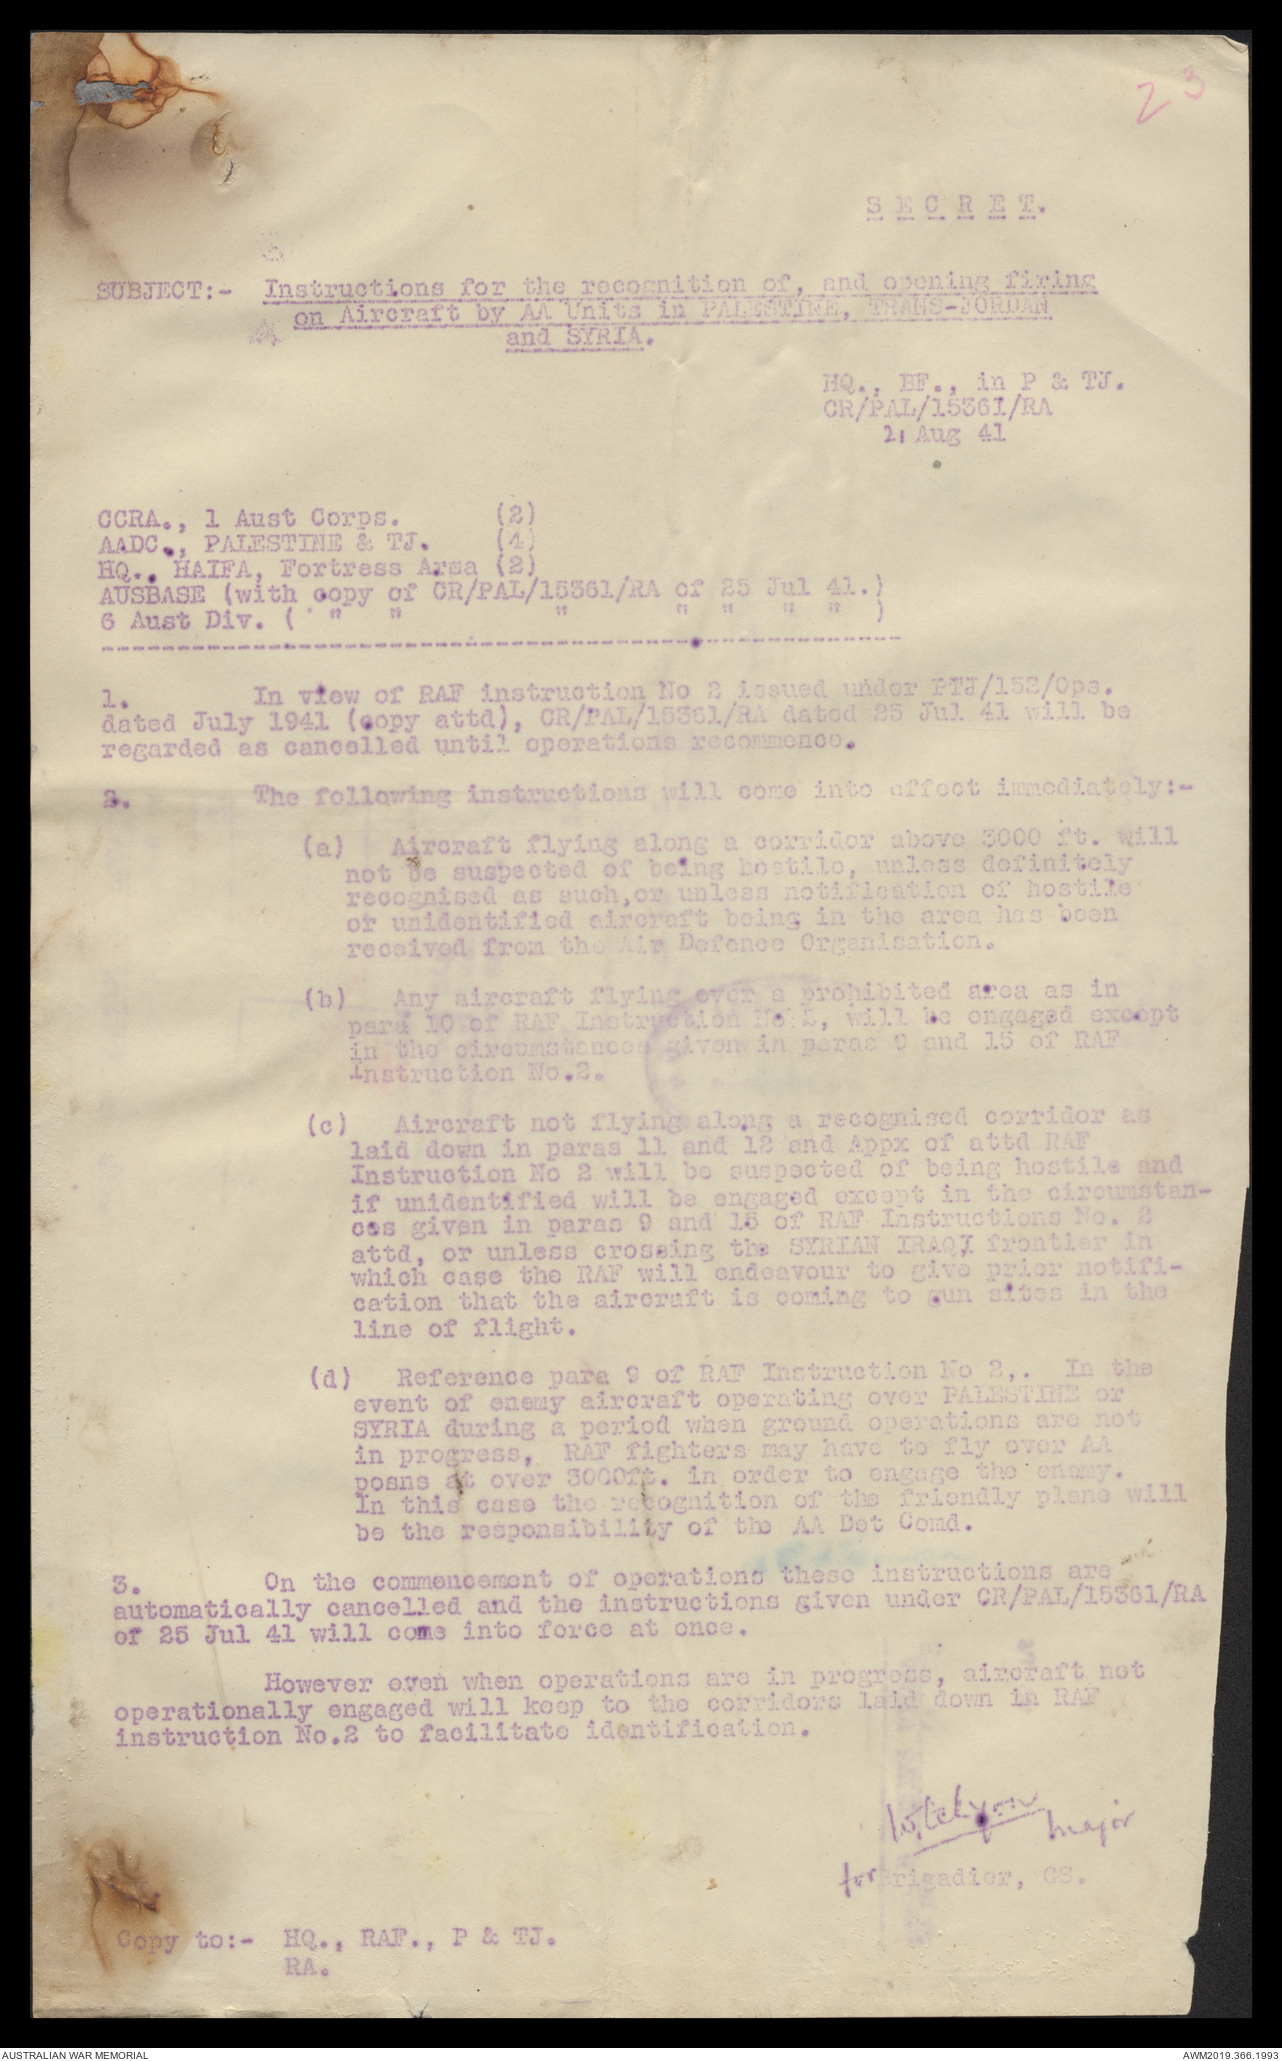 23
SECRET.
SUBJECT:- Instructions for the recognition of, and opening firing
on Aircraft by AA Units in PALESTINE, TRANS-JORDAN
and SYRIA.
HQ., BF., in P & TJ.
CR/PAL/15361/RA
21 Aug 41
CCRA., 1 Aust Corps. (2)
AADC., PALESTINE & TJ. (4)
HQ., HAIFA, Fortress Area (2)
AUSBASE (with copy of CR/PAL/15361/RA of 25 Jul 41.)
6 Aust Div. ( " " " " " " " )
1. In view of RAF instruction No 2 issued under PTJ/152/Ops.
dated July 1941 (copy attd), CR/PAL/15361/RA dated 25 Jul 41 will be
regarded as cancelled until operations recommence.
2. The following instructions will come into effect immediately:-
(a) Aircraft flying along a corridor above 3000 ft. will
not be suspected of being hostile, unless definitely
recognised as such, or unless notification of hostile
or unidentified aircraft being in the area has been
received from the Air Defence Organisation.
(b) Any aircraft flying over a prohibited area as in
para 10 of RAF Instruction No 2, will be engaged except
in the circumstances given in paras 9 and 15 of RAF
Instruction No.2.
(c) Aircraft not flying along a recognised corridor as
laid down in paras 11 and 12 and Appx of attd RAF
Instruction No 2 will be suspected of being hostile and
if unidentified will be engaged except in the circumstan-
ces given in paras 9 and 15 of RAF Instructions No. 2
attd, or unless crossing the SYRIAN IRAQI frontier in
which case the RAF will endeavour to give prior notifi-
cation that the aircraft is coming to gun sites in the
line of flight.
(d) Reference para 9 of RAF Instruction No 2,. In the
event of enemy aircraft operating over PALESTINE or
SYRIA during a period when ground operations are not
in progress, RAF fighters may have to fly over AA
posns at over 3000ft. in order to engage the enemy.
In this case the recognition of the friendly plane will
be the responsibility of the AA Det Comd.
3. On the commencement of operations these instructions are
automatically cancelled and the instructions given under CR/PAL/15361/RA
of 25 Jul 41 will come into force at once.
However even when operations are in progress, aircraft not
operationally engaged will keep to the corridors laid down in RAF
instruction No.2 to facilitate identification.
Major
for Brigadier, GS.
Copy to:- HQ., RAF., P & TJ.
RA.
AUSTRALIAN WAR MEMORIAL
AWM2019.366.1993